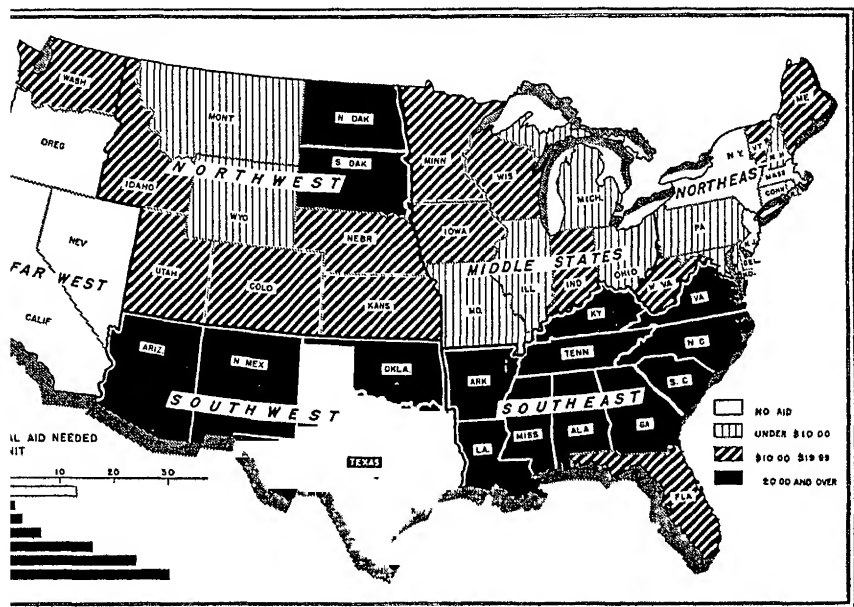 WASH
MONT
N DAK
ME
OREG
MINN
N.Y.
VT
N.H.
S DAK
MASS
NORTHWEST
WIS
NORTHEAST
CONN
IDAHO
MICH.
WYO
NEBR
IOWA
PA
NEV
N.J.
FAR WEST
MIDDLE STATES
DEL.
MD.
UTAH
COLO
KANS
MO.
ILL
IND
OHIO
W VA
KY
VA
CALIF
ARIZ.
N MEX
OKLA.
ARK
TENN
N C
S. C
SOUTHWEST
SOUTHEAST
LA.
MISS
ALA
GA
TEXAS
FLA
NO AID
UNDER $10 00
$10 00 $19 99
20 00 AND OVER
AL AID NEEDED
NIT
10 20 30